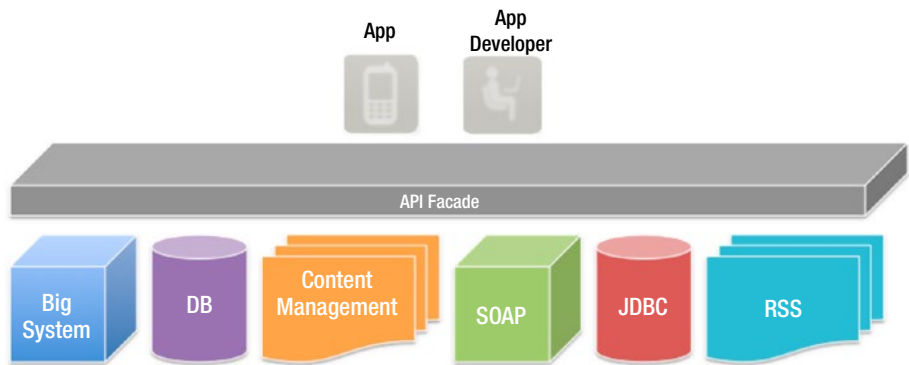 App
App
Developer
API Facade
Big
System
DB
Content
Management
SOAP
JDBC
RSS